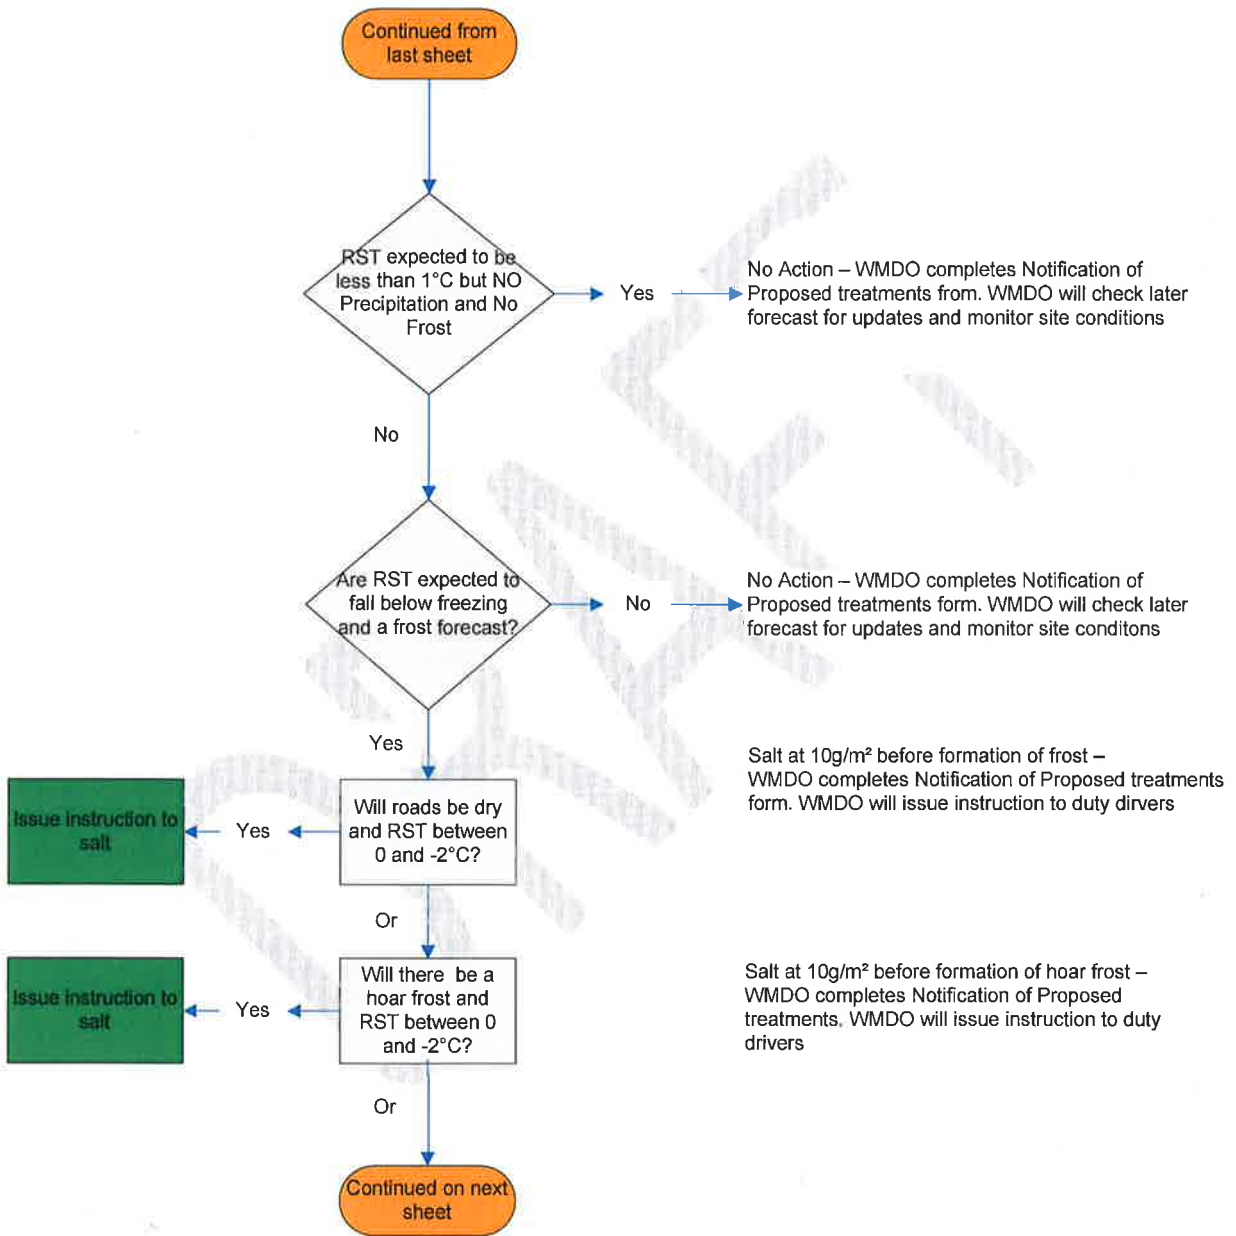 Continued from
last sheet
RST expected to be
less than 1°C but NO
Precipitation and No
Frost
Yes
No Action – WMDO completes Notification of
Proposed treatments from. WMDO will check later
forecast for updates and monitor site conditions
No
Are RST expected to
fall below freezing
and a frost forecast?
No
No Action – WMDO completes Notification of
Proposed treatments form. WMDO will check later
forecast for updates and monitor site conditons
Yes
Salt at 10g/m² before formation of frost –
WMDO completes Notification of Proposed treatments
form. WMDO will issue instruction to duty dirvers
Will roads be dry
and RST between
0 and -2°C?
Yes
Issue instruction to
salt
Or
Will there be a
hoar frost and
RST between 0
and -2°C?
Yes
Issue instruction to
salt
Salt at 10g/m² before formation of hoar frost –
WMDO completes Notification of Proposed
treatments. WMDO will issue instruction to duty
drivers
Or
Continued on next
sheet
DRAFT